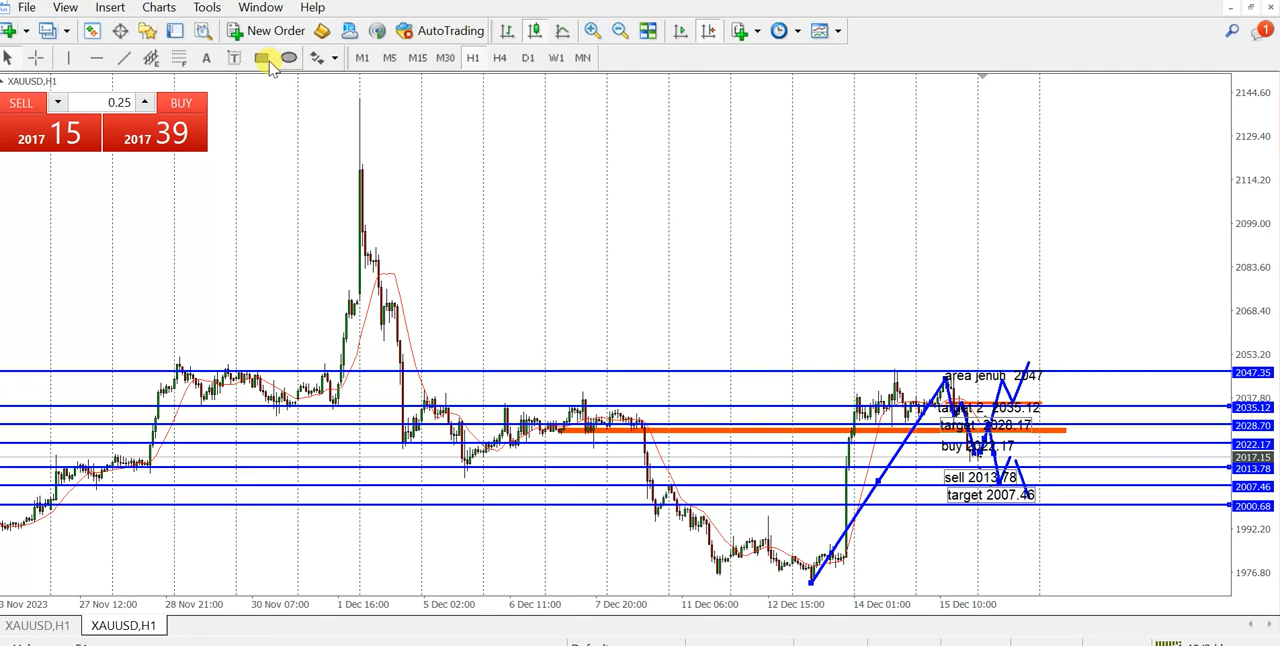 File View Insert Charts Tools Window Help
New Order AutoTrading 1
A T M1 M5 M15 M30 H1 H4 D1 W1 MN
XAUUSD,H1
SELL 0.25 BUY
2017 15 2017 39
2144.60
2129.40
2114.20
2099.00
2083.60
2068.40
2053.20
area jenuh 2047
2047.35
2037.80
target 2 2035.12
2035.12
target 2028.17
2028.70
buy 2022.17
2022.17
2017.15
2013.78
sell 2013.78
2007.46
target 2007.46
2000.68
1992.20
1976.80
3 Nov 2023 27 Nov 12:00 28 Nov 21:00 30 Nov 07:00 1 Dec 16:00 5 Dec 02:00 6 Dec 11:00 7 Dec 20:00 11 Dec 06:00 12 Dec 15:00 14 Dec 01:00 15 Dec 10:00
XAUUSD,H1 XAUUSD,H1